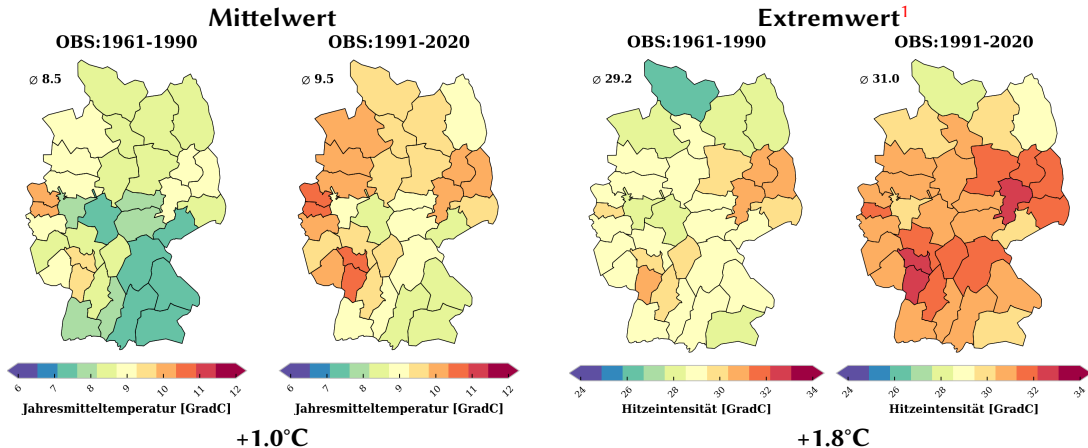 Mittelwert
Extremwert¹
OBS:1961-1990
OBS:1991-2020
OBS:1961-1990
OBS:1991-2020
⌀ 8.5
⌀ 9.5
⌀ 29.2
⌀ 31.0
6 7 8 9 10 11 12
6 7 8 9 10 11 12
24 26 28 30 32 34
24 26 28 30 32 34
Jahresmitteltemperatur [GradC]
Jahresmitteltemperatur [GradC]
Hitzeintensität [GradC]
Hitzeintensität [GradC]
+1.0°C
+1.8°C